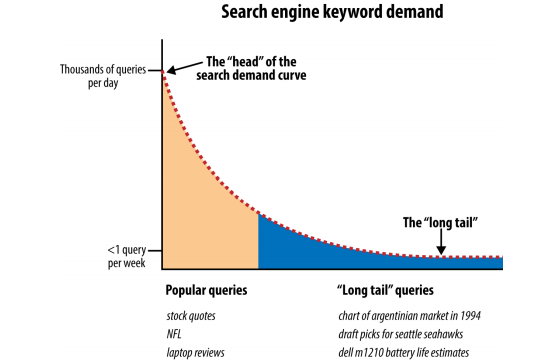 Search engine keyword demand
Thousands of queries
per day
The “head” of the
search demand curve
The “long tail”
<1 query
per week
Popular queries
stock quotes
NFL
laptop reviews
“Long tail” queries
chart of argentinian market in 1994
draft picks for seattle seahawks
dell m1210 battery life estimates